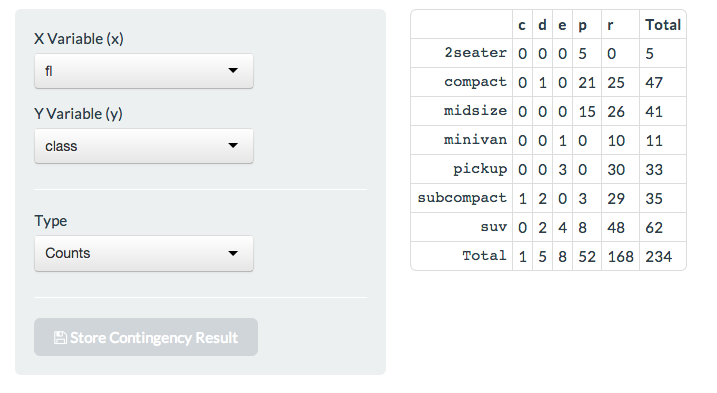 X Variable (x)
fl
Y Variable (y)
class
Type
Counts
Store Contingency Result
c d e p r Total
2seater 0 0 0 5 0 5
compact 0 1 0 21 25 47
midsize 0 0 0 15 26 41
minivan 0 0 1 0 10 11
pickup 0 0 3 0 30 33
subcompact 1 2 0 3 29 35
suv 0 2 4 8 48 62
Total 1 5 8 52 168 234